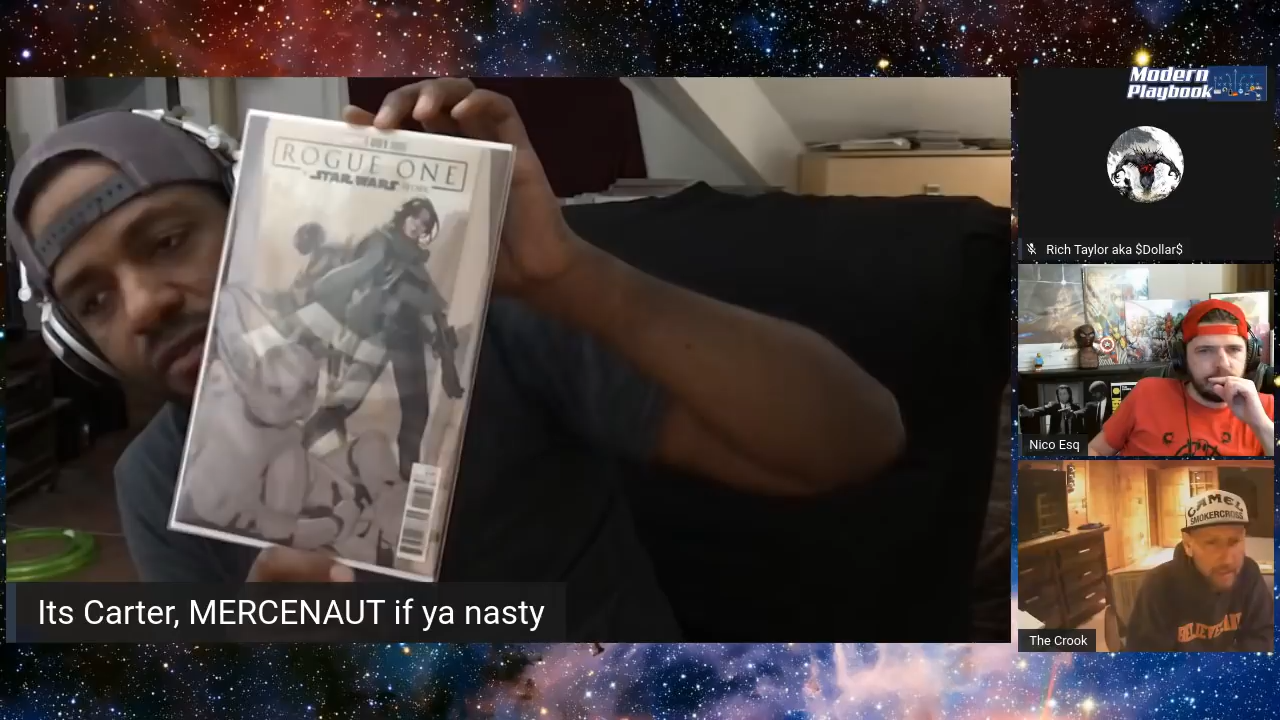 ROGUE ONE
STAR WARS
Its Carter, MERCENAUT if ya nasty
Modern
Playbook
Rich Taylor aka $Dollar$
Nico Esq
CAMEL
SMOKERCROSS
The Crook